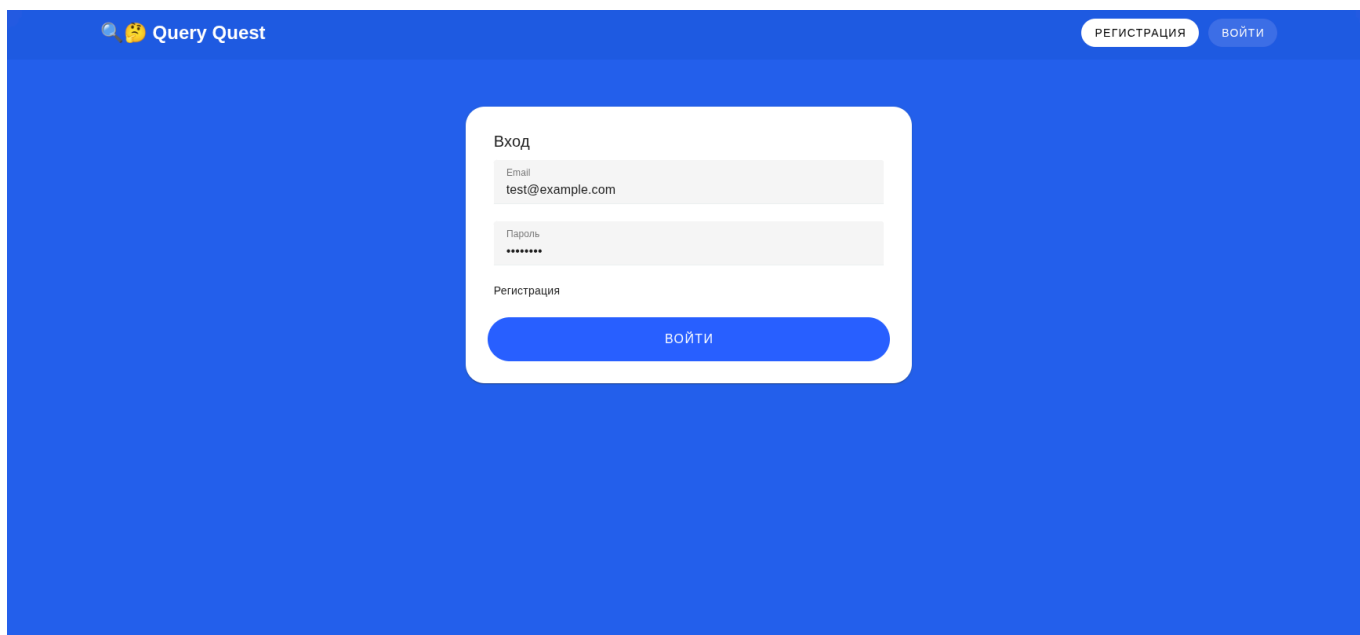 🔍🤔 Query Quest
РЕГИСТРАЦИЯ
ВОЙТИ
Вход
Email
test@example.com
Пароль
••••••••
Регистрация
ВОЙТИ